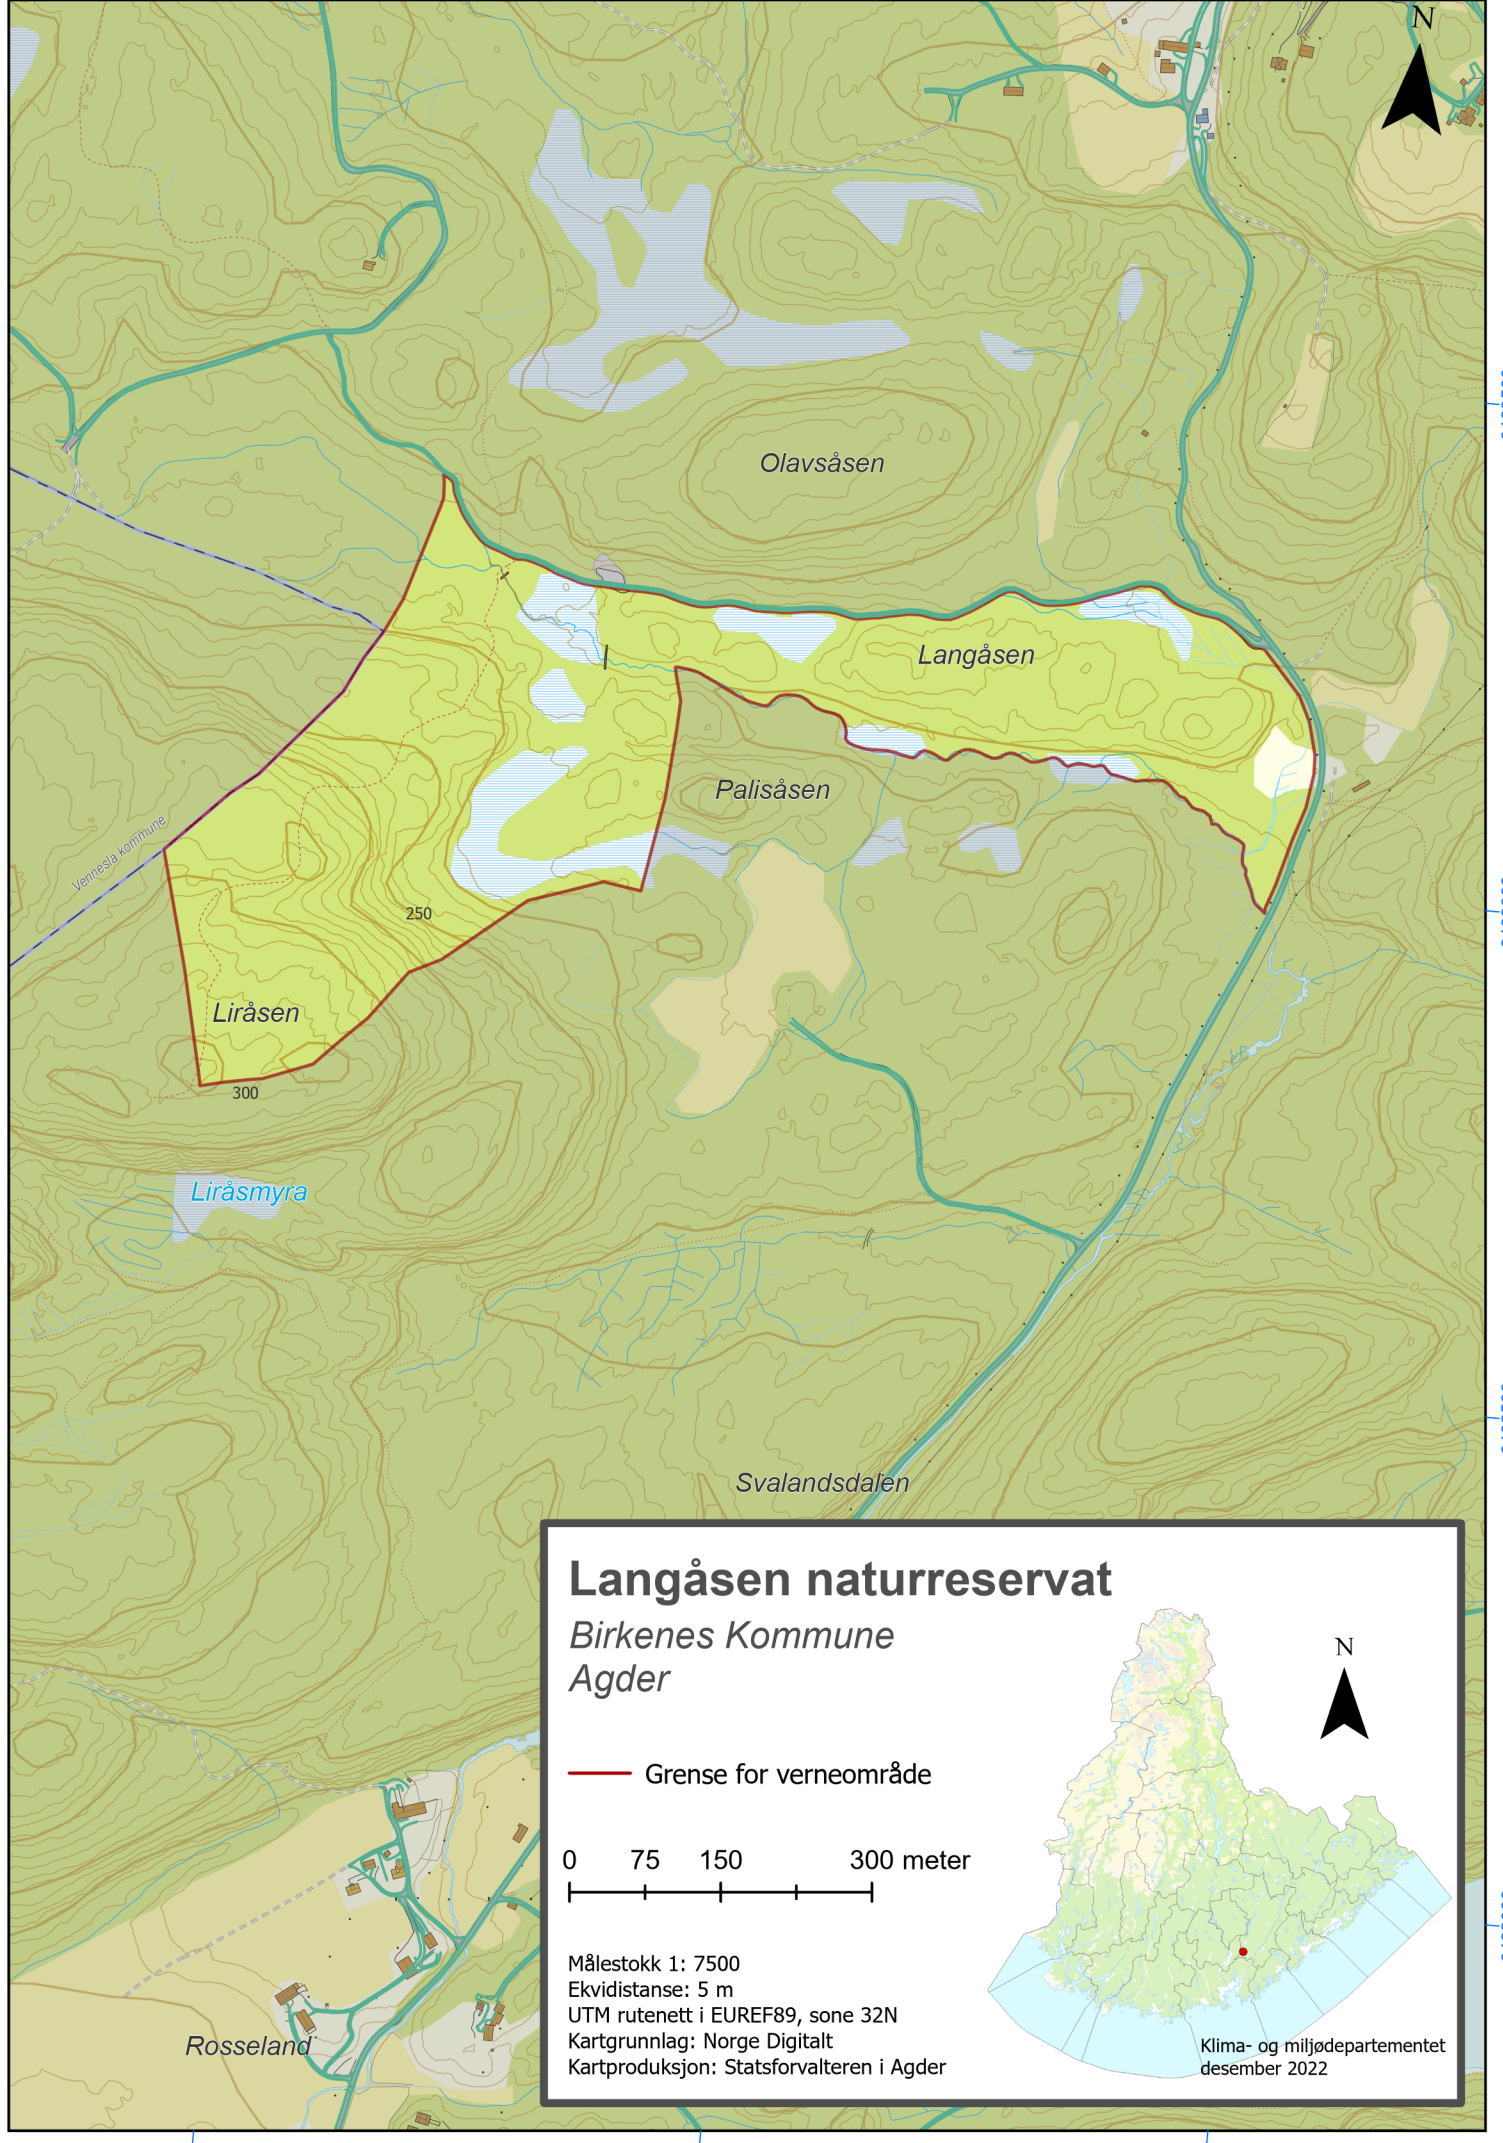 N
Olavsåsen
Langåsen
Palisåsen
Vennesla kommune
250
Liråsen
300
Liråsmyra
Svalandsdalen
Langåsen naturreservat
Birkenes Kommune
Agder
N
Grense for verneområde
0 75 150 300 meter
Målestokk 1: 7500
Ekvidistanse: 5 m
UTM rutenett i EUREF89, sone 32N
Kartgrunnlag: Norge Digitalt
Kartproduksjon: Statsforvalteren i Agder
Klima- og miljødepartementet
desember 2022
Rosseland